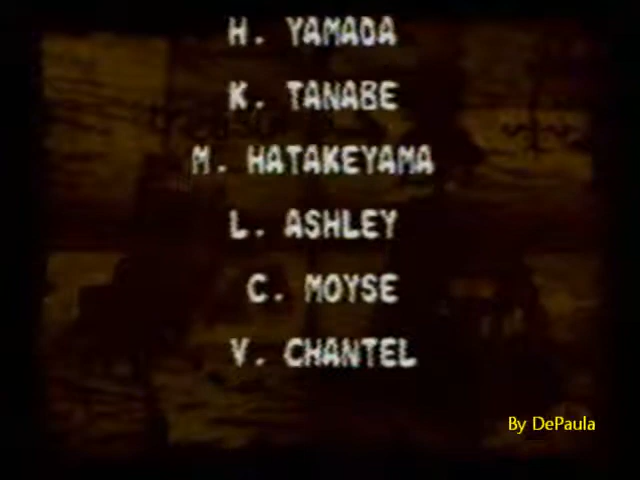 H. YAMADA
K. TANABE
M. HATAKEYAMA
L. ASHLEY
C. MOYSE
V. CHANTEL
By DePaula